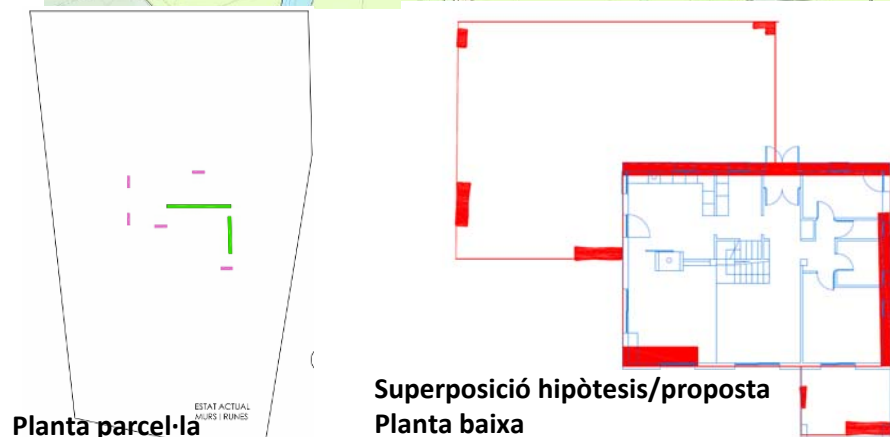 ESTAT ACTUAL
MURS I RUNES
Planta parcel·la
Superposició hipòtesis/proposta
Planta baixa